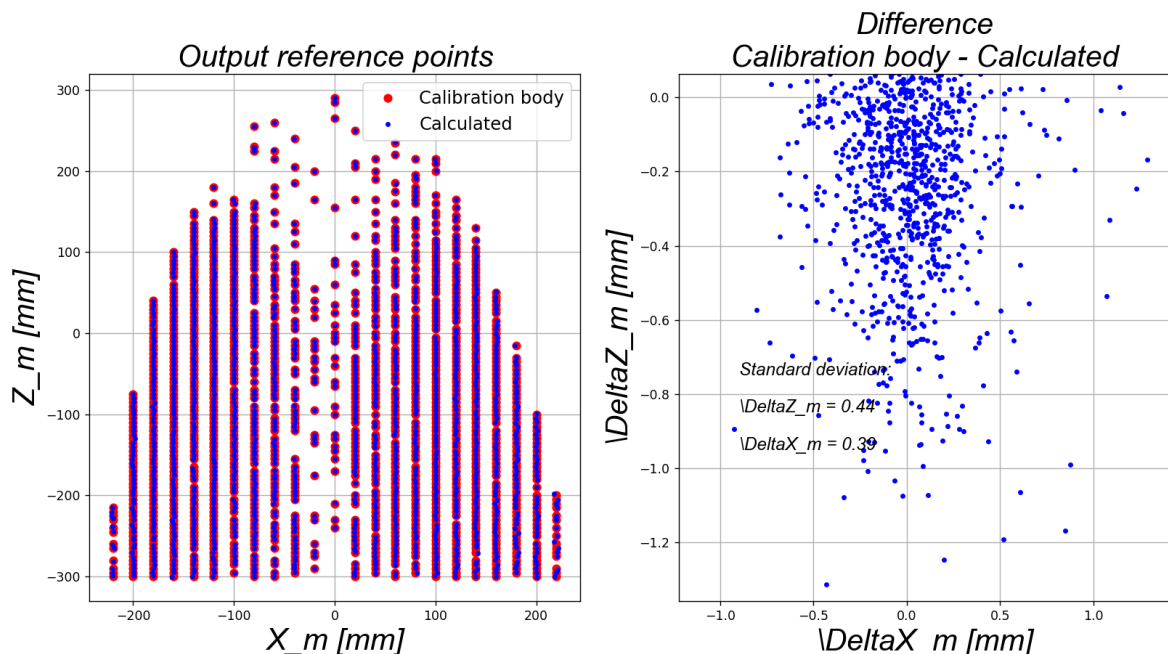 Output reference points
Calibration body
Calculated
300
200
100
0
−100
−200
−300
−200
−100
0
100
200
Z_m [mm]
X_m [mm]
Difference
Calibration body - Calculated
0.0
−0.2
−0.4
−0.6
−0.8
−1.0
−1.2
Standard deviation:
\DeltaZ_m = 0.44
\DeltaX_m = 0.39
−1.0
−0.5
0.0
0.5
1.0
\DeltaZ_m [mm]
\DeltaX_m [mm]